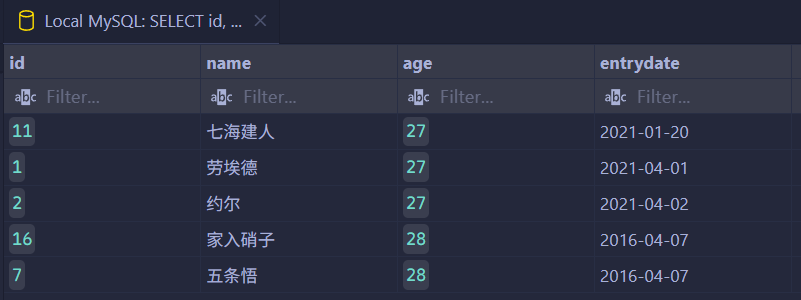 Local MySQL: SELECT id, ...
id name age entrydate
abc Filter... abc Filter... abc Filter... abc Filter...
11 七海建人 27 2021-01-20
1 劳埃德 27 2021-04-01
2 约尔 27 2021-04-02
16 家入硝子 28 2016-04-07
7 五条悟 28 2016-04-07